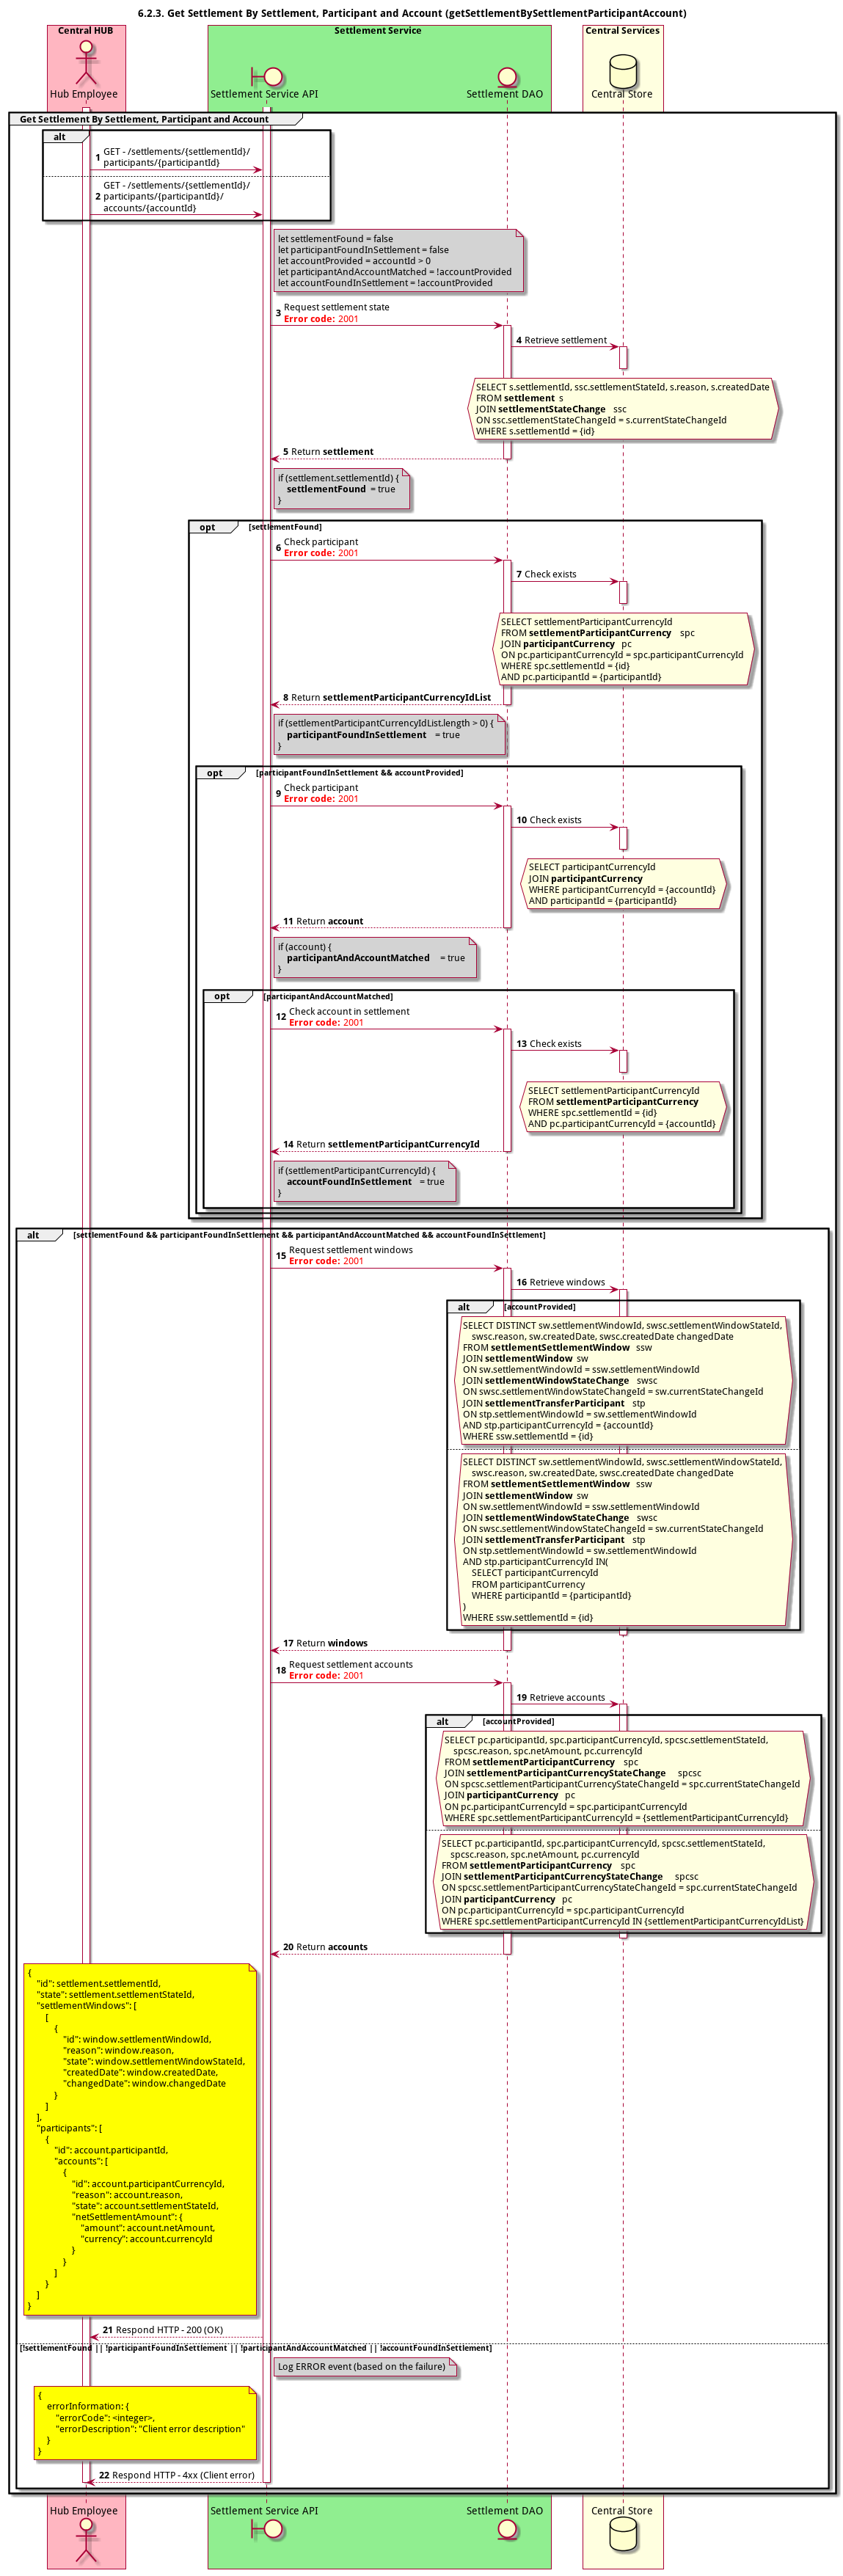 6.2.3. Get Settlement By Settlement, Participant and Account (getSettlementBySettlementParticipantAccount)
Central HUB
Settlement Service
Central Services
Hub Employee
Settlement Service API
Settlement DAO
Central Store
Get Settlement By Settlement, Participant and Account
alt
1 GET - /settlements/{settlementId}/
participants/{participantId}
2 GET - /settlements/{settlementId}/
participants/{participantId}/
accounts/{accountId}
let settlementFound = false
let participantFoundInSettlement = false
let accountProvided = accountId > 0
let participantAndAccountMatched = !accountProvided
let accountFoundInSettlement = !accountProvided
3 Request settlement state
Error code: 2001
4 Retrieve settlement
SELECT s.settlementId, ssc.settlementStateId, s.reason, s.createdDate
FROM settlement s
JOIN settlementStateChange ssc
ON ssc.settlementStateChangeId = s.currentStateChangeId
WHERE s.settlementId = {id}
5 Return settlement
if (settlement.settlementId) {
settlementFound = true
}
opt [settlementFound]
6 Check participant
Error code: 2001
7 Check exists
SELECT settlementParticipantCurrencyId
FROM settlementParticipantCurrency spc
JOIN participantCurrency pc
ON pc.participantCurrencyId = spc.participantCurrencyId
WHERE spc.settlementId = {id}
AND pc.participantId = {participantId}
8 Return settlementParticipantCurrencyIdList
if (settlementParticipantCurrencyIdList.length > 0) {
participantFoundInSettlement = true
}
opt [participantFoundInSettlement && accountProvided]
9 Check participant
Error code: 2001
10 Check exists
SELECT participantCurrencyId
JOIN participantCurrency
WHERE participantCurrencyId = {accountId}
AND participantId = {participantId}
11 Return account
if (account) {
participantAndAccountMatched = true
}
opt [participantAndAccountMatched]
12 Check account in settlement
Error code: 2001
13 Check exists
SELECT settlementParticipantCurrencyId
FROM settlementParticipantCurrency
WHERE spc.settlementId = {id}
AND pc.participantCurrencyId = {accountId}
14 Return settlementParticipantCurrencyId
if (settlementParticipantCurrencyId) {
accountFoundInSettlement = true
}
alt [settlementFound && participantFoundInSettlement && participantAndAccountMatched && accountFoundInSettlement]
15 Request settlement windows
Error code: 2001
16 Retrieve windows
alt [accountProvided]
SELECT DISTINCT sw.settlementWindowId, swsc.settlementWindowStateId,
swsc.reason, sw.createdDate, swsc.createdDate changedDate
FROM settlementSettlementWindow ssw
JOIN settlementWindow sw
ON sw.settlementWindowId = ssw.settlementWindowId
JOIN settlementWindowStateChange swsc
ON swsc.settlementWindowStateChangeId = sw.currentStateChangeId
JOIN settlementTransferParticipant stp
ON stp.settlementWindowId = sw.settlementWindowId
AND stp.participantCurrencyId = {accountId}
WHERE ssw.settlementId = {id}
SELECT DISTINCT sw.settlementWindowId, swsc.settlementWindowStateId,
swsc.reason, sw.createdDate, swsc.createdDate changedDate
FROM settlementSettlementWindow ssw
JOIN settlementWindow sw
ON sw.settlementWindowId = ssw.settlementWindowId
JOIN settlementWindowStateChange swsc
ON swsc.settlementWindowStateChangeId = sw.currentStateChangeId
JOIN settlementTransferParticipant stp
ON stp.settlementWindowId = sw.settlementWindowId
AND stp.participantCurrencyId IN(
SELECT participantCurrencyId
FROM participantCurrency
WHERE participantId = {participantId}
)
WHERE ssw.settlementId = {id}
17 Return windows
18 Request settlement accounts
Error code: 2001
19 Retrieve accounts
alt [accountProvided]
SELECT pc.participantId, spc.participantCurrencyId, spcsc.settlementStateId,
spcsc.reason, spc.netAmount, pc.currencyId
FROM settlementParticipantCurrency spc
JOIN settlementParticipantCurrencyStateChange spcsc
ON spcsc.settlementParticipantCurrencyStateChangeId = spc.currentStateChangeId
JOIN participantCurrency pc
ON pc.participantCurrencyId = spc.participantCurrencyId
WHERE spc.settlementParticipantCurrencyId = {settlementParticipantCurrencyId}
SELECT pc.participantId, spc.participantCurrencyId, spcsc.settlementStateId,
spcsc.reason, spc.netAmount, pc.currencyId
FROM settlementParticipantCurrency spc
JOIN settlementParticipantCurrencyStateChange spcsc
ON spcsc.settlementParticipantCurrencyStateChangeId = spc.currentStateChangeId
JOIN participantCurrency pc
ON pc.participantCurrencyId = spc.participantCurrencyId
WHERE spc.settlementParticipantCurrencyId IN {settlementParticipantCurrencyIdList}
20 Return accounts
{
"id": settlement.settlementId,
"state": settlement.settlementStateId,
"settlementWindows": [
[
{
"id": window.settlementWindowId,
"reason": window.reason,
"state": window.settlementWindowStateId,
"createdDate": window.createdDate,
"changedDate": window.changedDate
}
]
],
"participants": [
{
"id": account.participantId,
"accounts": [
{
"id": account.participantCurrencyId,
"reason": account.reason,
"state": account.settlementStateId,
"netSettlementAmount": {
"amount": account.netAmount,
"currency": account.currencyId
}
}
]
}
]
}
21 Respond HTTP - 200 (OK)
[!settlementFound || !participantFoundInSettlement || !participantAndAccountMatched || !accountFoundInSettlement]
Log ERROR event (based on the failure)
{
errorInformation: {
"errorCode": <integer>,
"errorDescription": "Client error description"
}
}
22 Respond HTTP - 4xx (Client error)
Hub Employee
Settlement Service API
Settlement DAO
Central Store